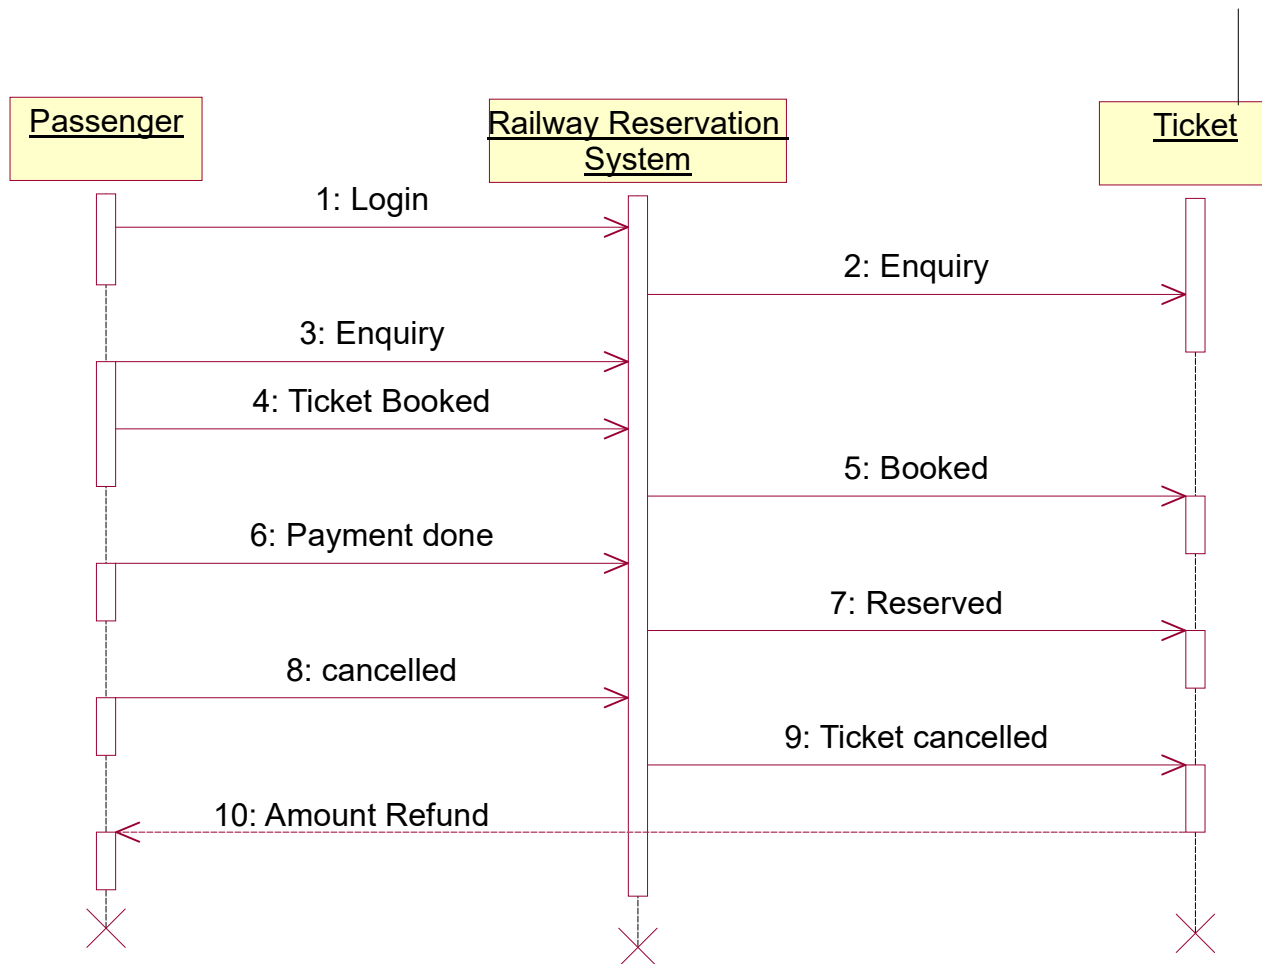 Passenger
Railway Reservation
System
Ticket
1: Login
2: Enquiry
3: Enquiry
4: Ticket Booked
5: Booked
6: Payment done
7: Reserved
8: cancelled
9: Ticket cancelled
10: Amount Refund